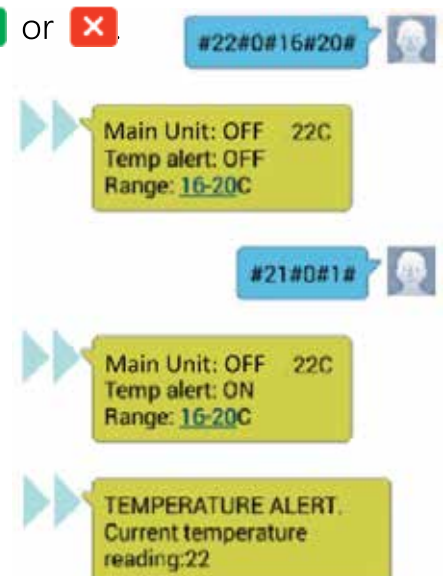 or ×.
#22#0#16#20#
Main Unit: OFF 22C
Temp alert: OFF
Range: 16-20C
#21#0#1#
Main Unit: OFF 22C
Temp alert: ON
Range: 16-20C
TEMPERATURE ALERT.
Current temperature
reading:22